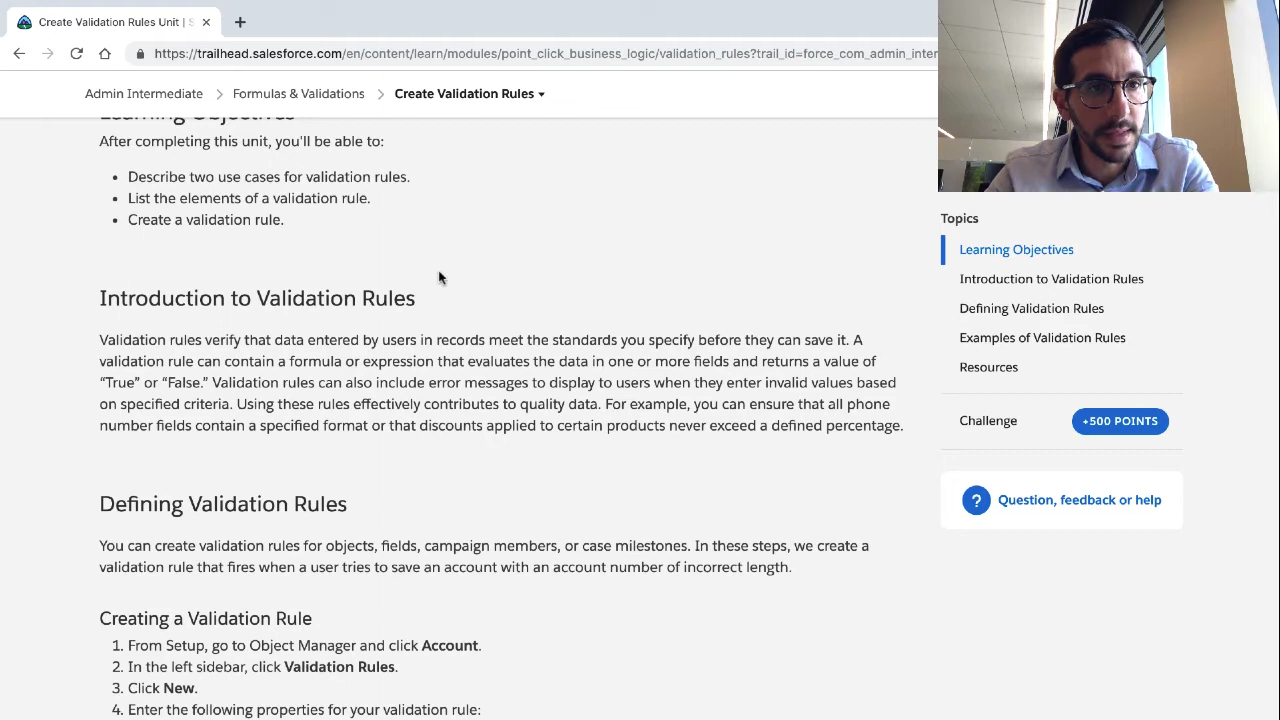 Create Validation Rules Unit |
https://trailhead.salesforce.com/en/content/learn/modules/point_click_business_logic/validation_rules?trail_id=force_com_admin_inter
Admin Intermediate
Formulas & Validations
Create Validation Rules
Learning Objectives
After completing this unit, you'll be able to:
• Describe two use cases for validation rules.
• List the elements of a validation rule.
• Create a validation rule.
Introduction to Validation Rules
Validation rules verify that data entered by users in records meet the standards you specify before they can save it. A
validation rule can contain a formula or expression that evaluates the data in one or more fields and returns a value of
“True” or “False.” Validation rules can also include error messages to display to users when they enter invalid values based
on specified criteria. Using these rules effectively contributes to quality data. For example, you can ensure that all phone
number fields contain a specified format or that discounts applied to certain products never exceed a defined percentage.
Defining Validation Rules
You can create validation rules for objects, fields, campaign members, or case milestones. In these steps, we create a
validation rule that fires when a user tries to save an account with an account number of incorrect length.
Creating a Validation Rule
1. From Setup, go to Object Manager and click Account.
2. In the left sidebar, click Validation Rules.
3. Click New.
4. Enter the following properties for your validation rule:
Topics
Learning Objectives
Introduction to Validation Rules
Defining Validation Rules
Examples of Validation Rules
Resources
Challenge
+500 POINTS
? Question, feedback or help